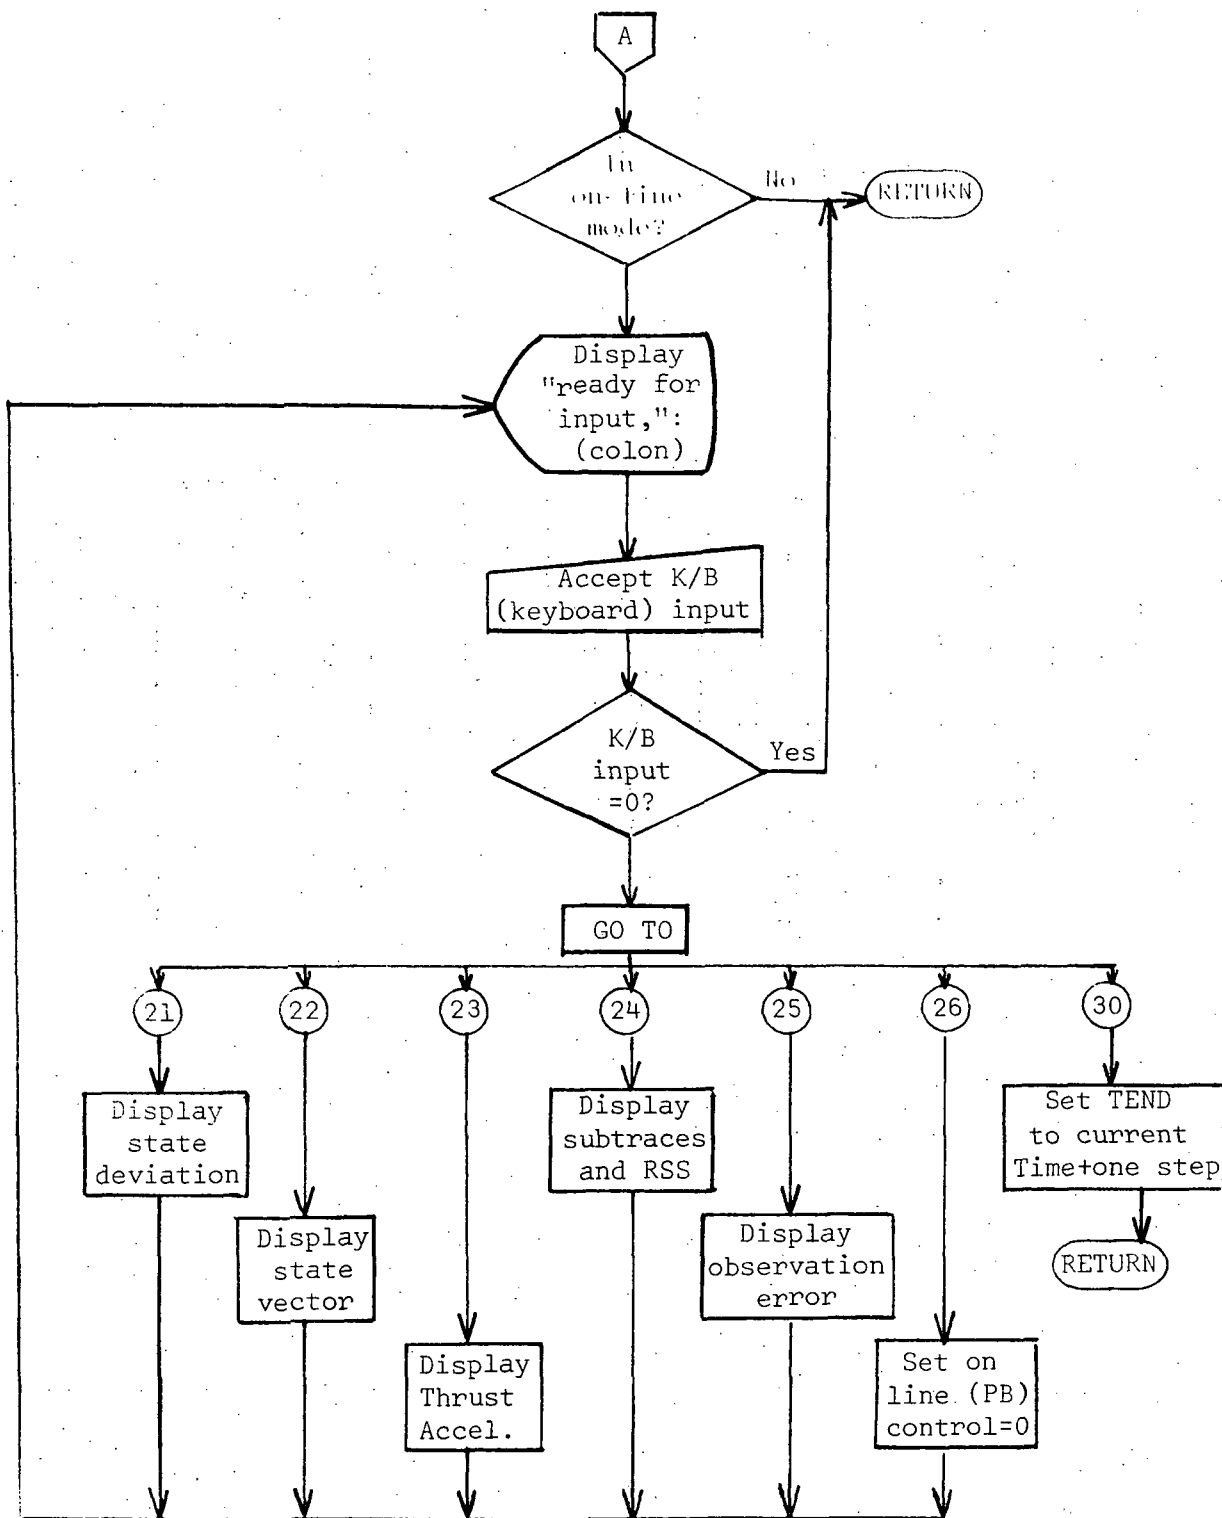 A
In
on-line
mode?
No
RETURN
Display
"ready for
input,":
(colon)
Accept K/B
(keyboard) input
K/B
input
=0?
Yes
GO TO
21
22
23
24
25
26
30
Display
state
deviation
Display
state
vector
Display
Thrust
Accel.
Display
subtraces
and RSS
Display
observation
error
Set on
line (PB)
control=0
Set TEND
to current
Time+one step
RETURN